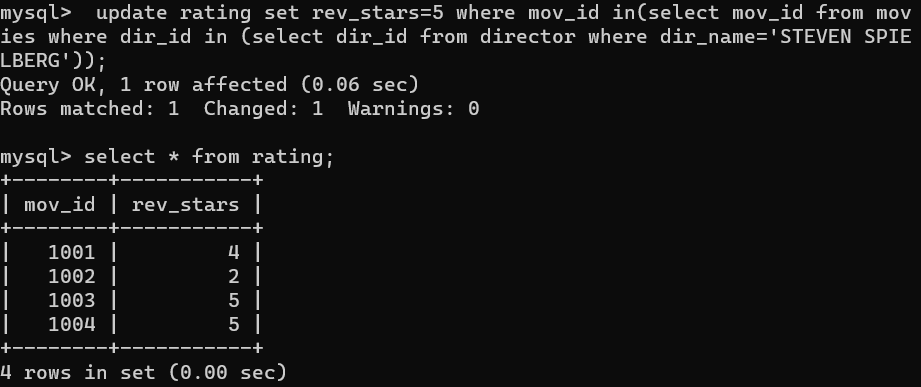 mysql>  update rating set rev_stars=5 where mov_id in(select mov_id from mov
ies where dir_id in (select dir_id from director where dir_name='STEVEN SPIE
LBERG'));
Query OK, 1 row affected (0.06 sec)
Rows matched: 1  Changed: 1  Warnings: 0

mysql> select * from rating;
+--------+-----------+
| mov_id | rev_stars |
+--------+-----------+
|   1001 |         4 |
|   1002 |         2 |
|   1003 |         5 |
|   1004 |         5 |
+--------+-----------+
4 rows in set (0.00 sec)